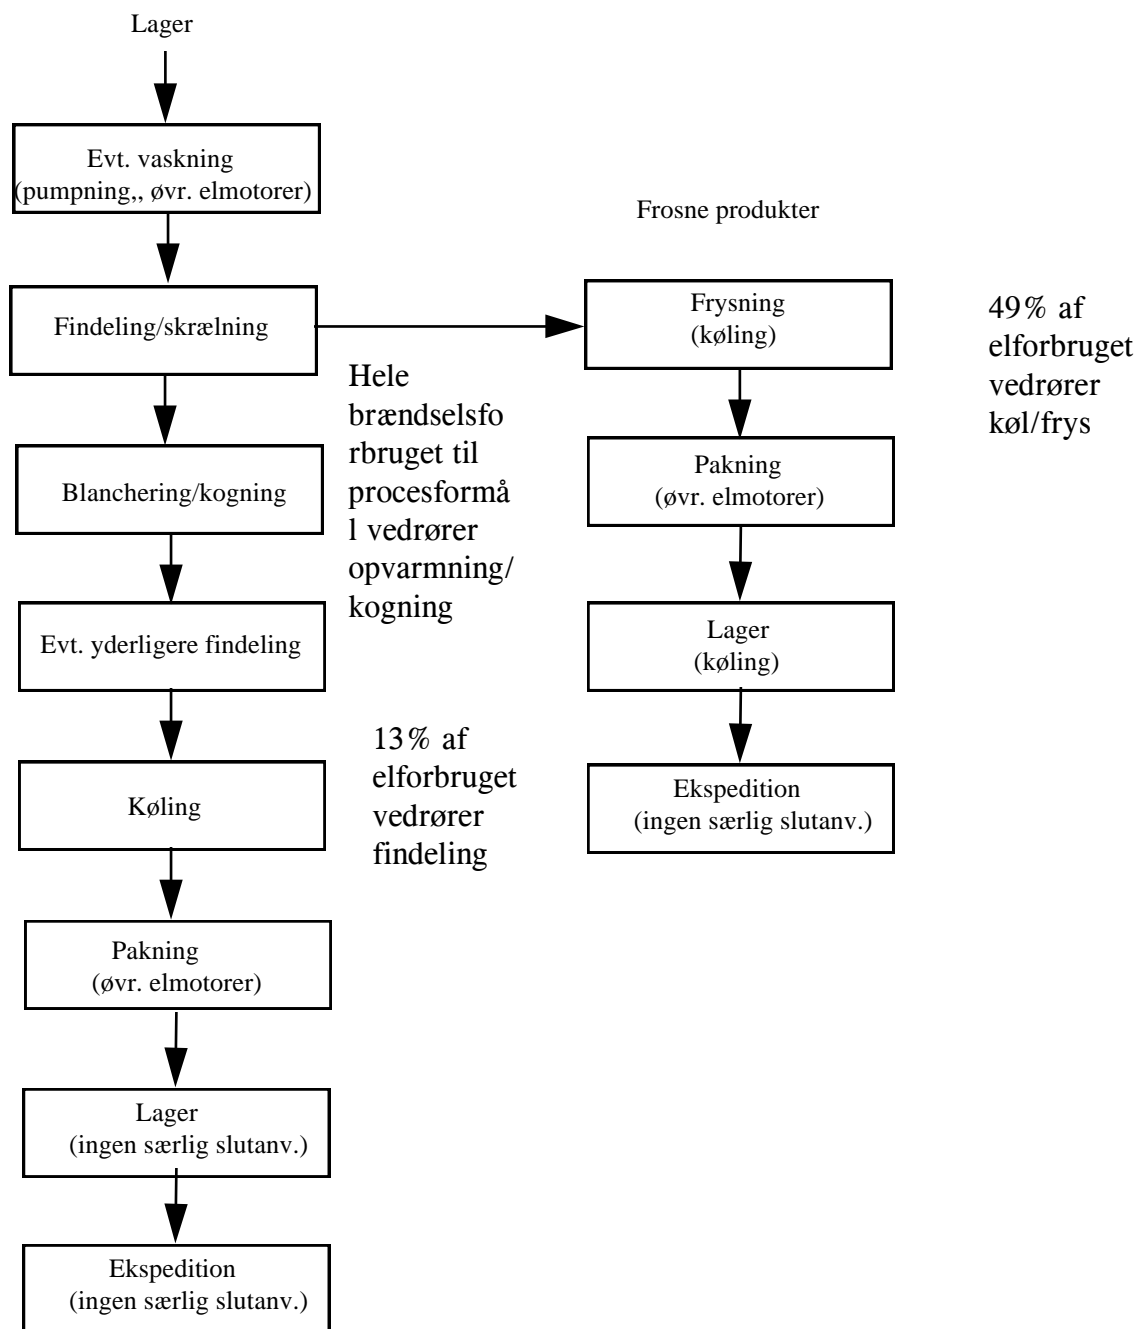 Lager
Evt. vaskning
(pumpning,, øvr. elmotorer)
Findeling/skrælning
Blanchering/kogning
Evt. yderligere findeling
Køling
Pakning
(øvr. elmotorer)
Lager
(ingen særlig slutanv.)
Ekspedition
(ingen særlig slutanv.)
Hele
brændselsfo
rbruget til
procesformå
l vedrører
opvarmning/
kogning
13% af
elforbruget
vedrører
findeling
Frosne produkter
Frysning
(køling)
Pakning
(øvr. elmotorer)
Lager
(køling)
Ekspedition
(ingen særlig slutanv.)
49% af
elforbruget
vedrører
køl/frys